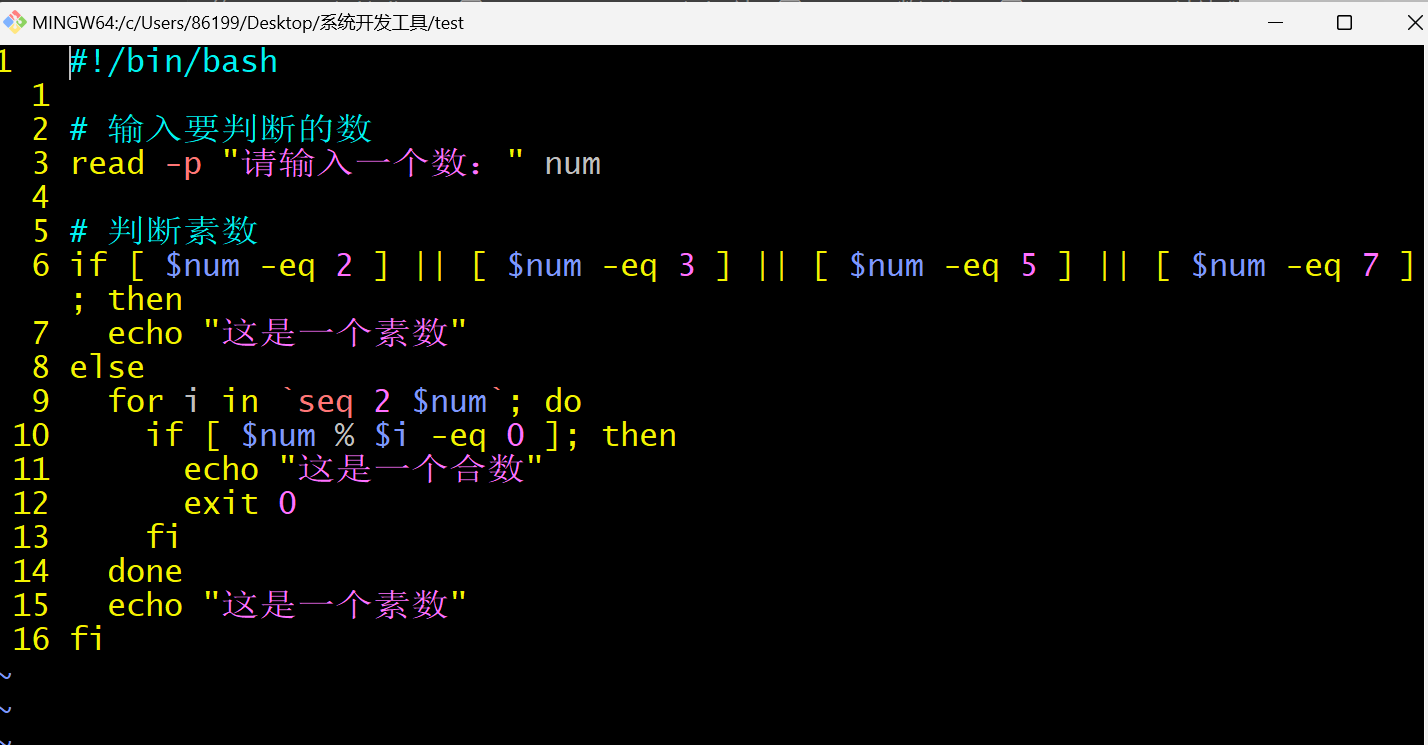 MINGW64:/c/Users/86199/Desktop/系统开发工具/test
1 #!/bin/bash
1
2 # 输入要判断的数
3 read -p "请输入一个数：" num
4
5 # 判断素数
6 if [ $num -eq 2 ] || [ $num -eq 3 ] || [ $num -eq 5 ] || [ $num -eq 7 ]
; then
7 echo "这是一个素数"
8 else
9 for i in `seq 2 $num`; do
10 if [ $num % $i -eq 0 ]; then
11 echo "这是一个合数"
12 exit 0
13 fi
14 done
15 echo "这是一个素数"
16 fi
~
~
~